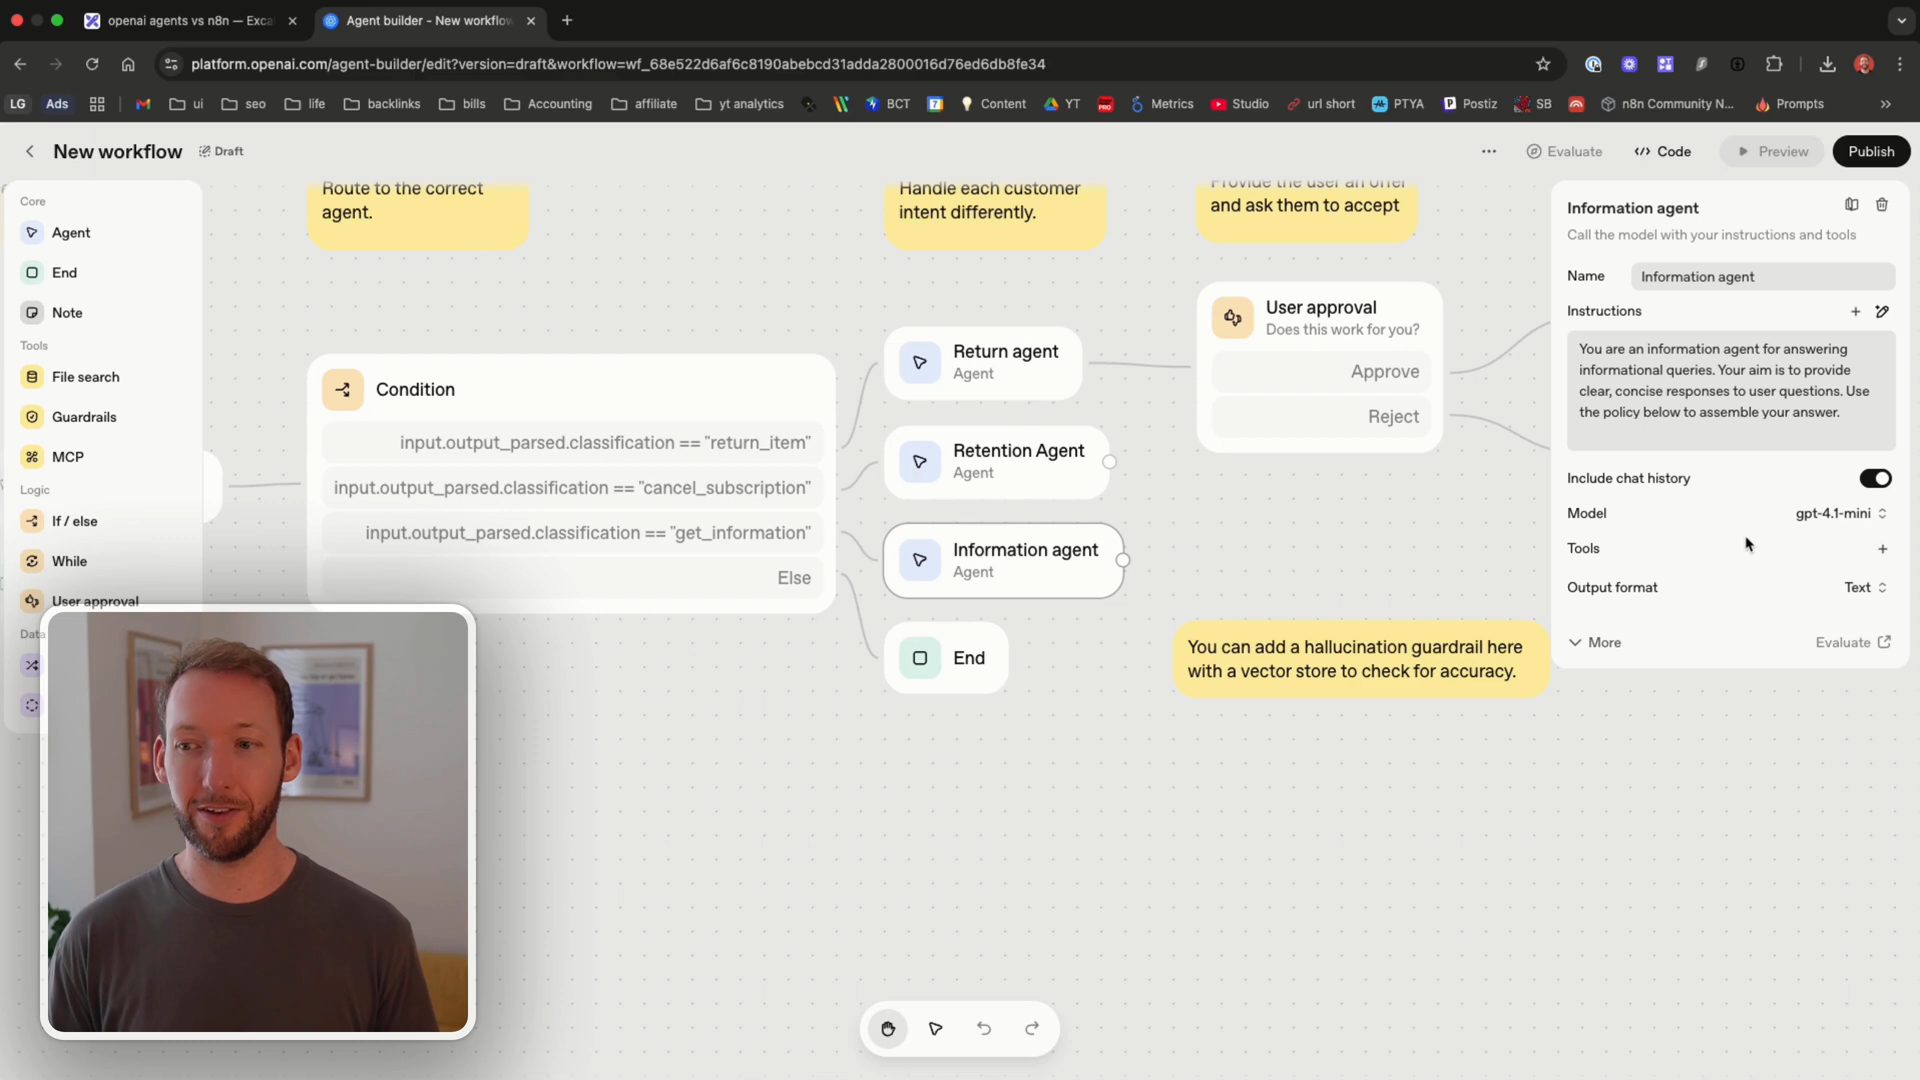 openai agents vs n8n — Exca
Agent builder - New workflow
platform.openai.com/agent-builder/edit?version=draft&workflow=wf_68e522d6af6c8190abebcd31adda2800016d76ed6db8fe34
LG
Ads
ui
seo
life
backlinks
bills
Accounting
affiliate
yt analytics
BCT
7
Content
YT
PRO
Metrics
Studio
url short
PTYA
Postiz
SB
n8n Community N...
Prompts
New workflow
Draft
Evaluate
Code
Preview
Publish
Core
Agent
End
Note
Tools
File search
Guardrails
MCP
Logic
If / else
While
User approval
Data
Route to the correct
agent.
Handle each customer
intent differently.
Provide the user an offer
and ask them to accept
Condition
input.output_parsed.classification == "return_item"
input.output_parsed.classification == "cancel_subscription"
input.output_parsed.classification == "get_information"
Else
Return agent
Agent
Retention Agent
Agent
Information agent
Agent
End
User approval
Does this work for you?
Approve
Reject
You can add a hallucination guardrail here
with a vector store to check for accuracy.
Information agent
Call the model with your instructions and tools
Name
Information agent
Instructions
You are an information agent for answering
informational queries. Your aim is to provide
clear, concise responses to user questions. Use
the policy below to assemble your answer.
Include chat history
Model
gpt-4.1-mini
Tools
Output format
Text
More
Evaluate